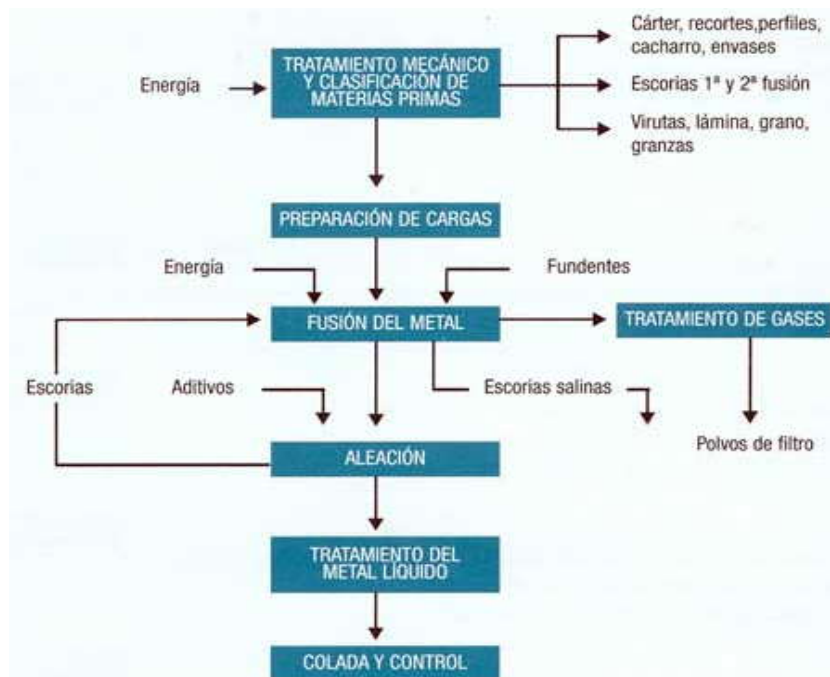 Cárter, recortes,perfiles,
cacharro, envases
TRATAMIENTO MECÁNICO
Y CLASIFICACIÓN DE
MATERIAS PRIMAS
Energía
Escorias 1ª y 2ª fusión
Virutas, lámina, grano,
granzas
PREPARACIÓN DE CARGAS
Energía
Fundentes
FUSIÓN DEL METAL
TRATAMIENTO DE GASES
Escorias
Aditivos
Escorias salinas
Polvos de filtro
ALEACIÓN
TRATAMIENTO DEL
METAL LÍQUIDO
COLADA Y CONTROL